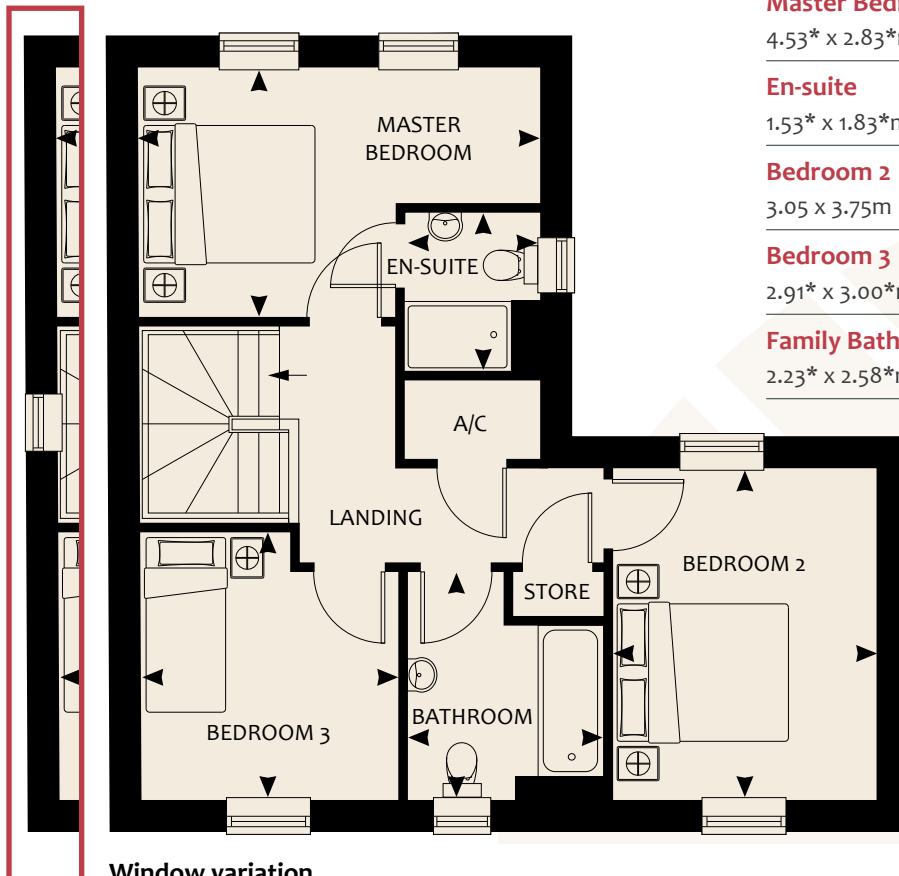 MASTER
BEDROOM
EN-SUITE
A/C
LANDING
STORE
BEDROOM 2
BEDROOM 3
BATHROOM
Window variation
4.53* x 2.83*
En-suite
1.53* x 1.83*
Bedroom 2
3.05 x 3.75m
Bedroom 3
2.91* x 3.00*
Family Bath
2.23* x 2.58*
Master Bed